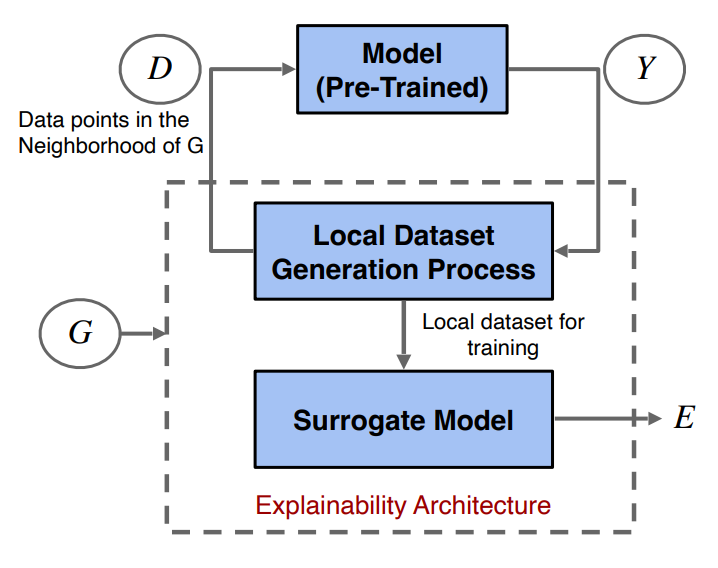 D
Model
(Pre-Trained)
Y
Data points in the
Neighborhood of G
Local Dataset
Generation Process
G
Local dataset for
training
Surrogate Model
E
Explainability Architecture